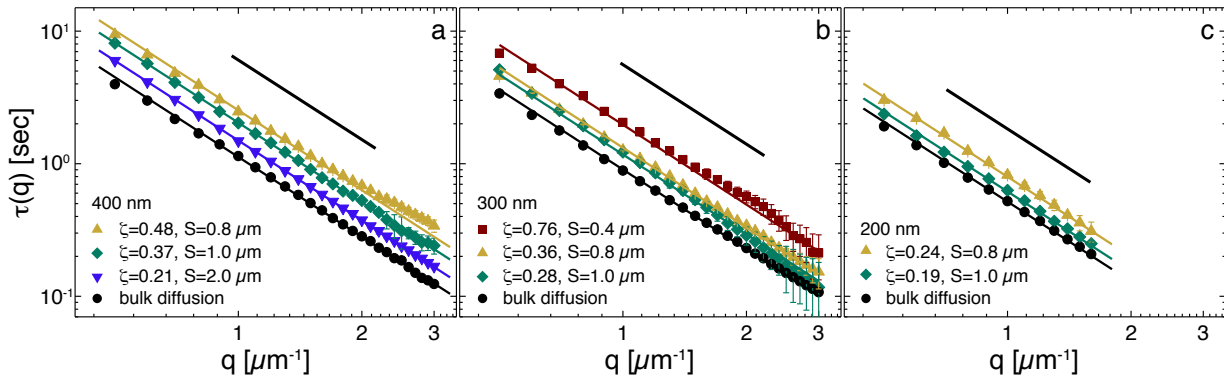 a
b
c
τ(q) [sec]
10¹
10⁰
10⁻¹
400 nm
ζ=0.48, S=0.8 µm
ζ=0.37, S=1.0 µm
ζ=0.21, S=2.0 µm
bulk diffusion
300 nm
ζ=0.76, S=0.4 µm
ζ=0.36, S=0.8 µm
ζ=0.28, S=1.0 µm
bulk diffusion
200 nm
ζ=0.24, S=0.8 µm
ζ=0.19, S=1.0 µm
bulk diffusion
1 2 3
1 2 3
1 2 3
q [µm⁻¹]
q [µm⁻¹]
q [µm⁻¹]